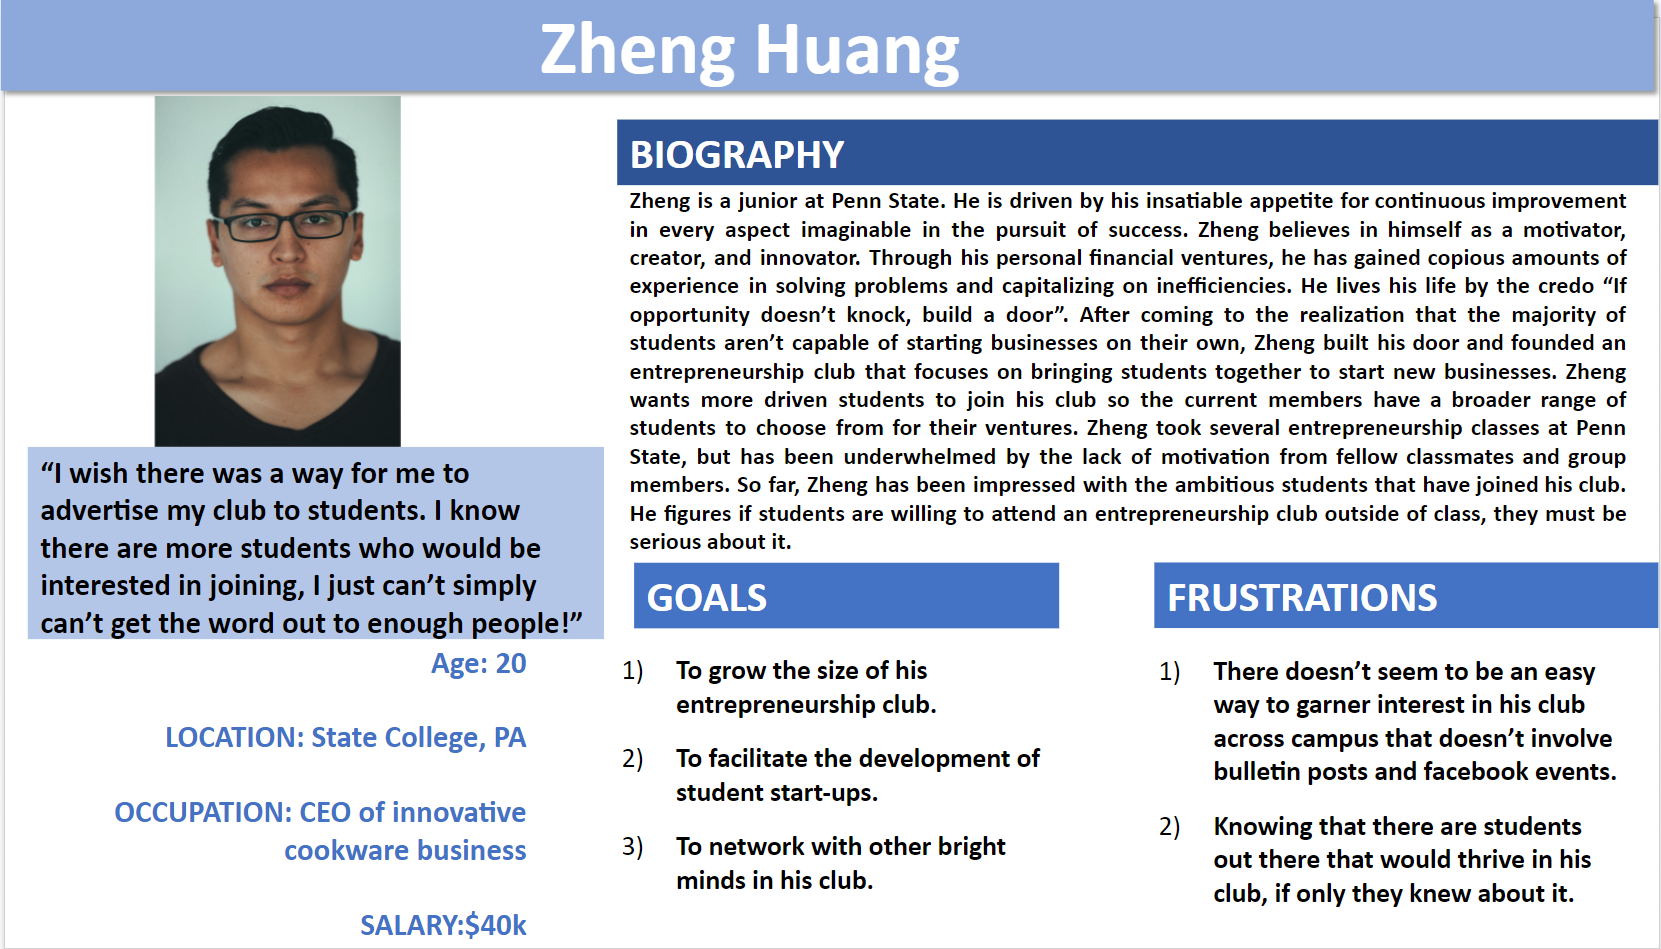 Zheng Huang
“I wish there was a way for me to
advertise my club to students. I know
there are more students who would be
interested in joining, I just can’t simply
can’t get the word out to enough people!”
Age: 20
LOCATION: State College, PA
OCCUPATION: CEO of innovative
cookware business
SALARY:$40k
BIOGRAPHY
Zheng is a junior at Penn State. He is driven by his insatiable appetite for continuous improvement
in every aspect imaginable in the pursuit of success. Zheng believes in himself as a motivator,
creator, and innovator. Through his personal financial ventures, he has gained copious amounts of
experience in solving problems and capitalizing on inefficiencies. He lives his life by the credo “If
opportunity doesn’t knock, build a door”. After coming to the realization that the majority of
students aren’t capable of starting businesses on their own, Zheng built his door and founded an
entrepreneurship club that focuses on bringing students together to start new businesses. Zheng
wants more driven students to join his club so the current members have a broader range of
students to choose from for their ventures. Zheng took several entrepreneurship classes at Penn
State, but has been underwhelmed by the lack of motivation from fellow classmates and group
members. So far, Zheng has been impressed with the ambitious students that have joined his club.
He figures if students are willing to attend an entrepreneurship club outside of class, they must be
serious about it.
GOALS
1) To grow the size of his
entrepreneurship club.
2) To facilitate the development of
student start-ups.
3) To network with other bright
minds in his club.
FRUSTRATIONS
1) There doesn’t seem to be an easy
way to garner interest in his club
across campus that doesn’t involve
bulletin posts and facebook events.
2) Knowing that there are students
out there that would thrive in his
club, if only they knew about it.